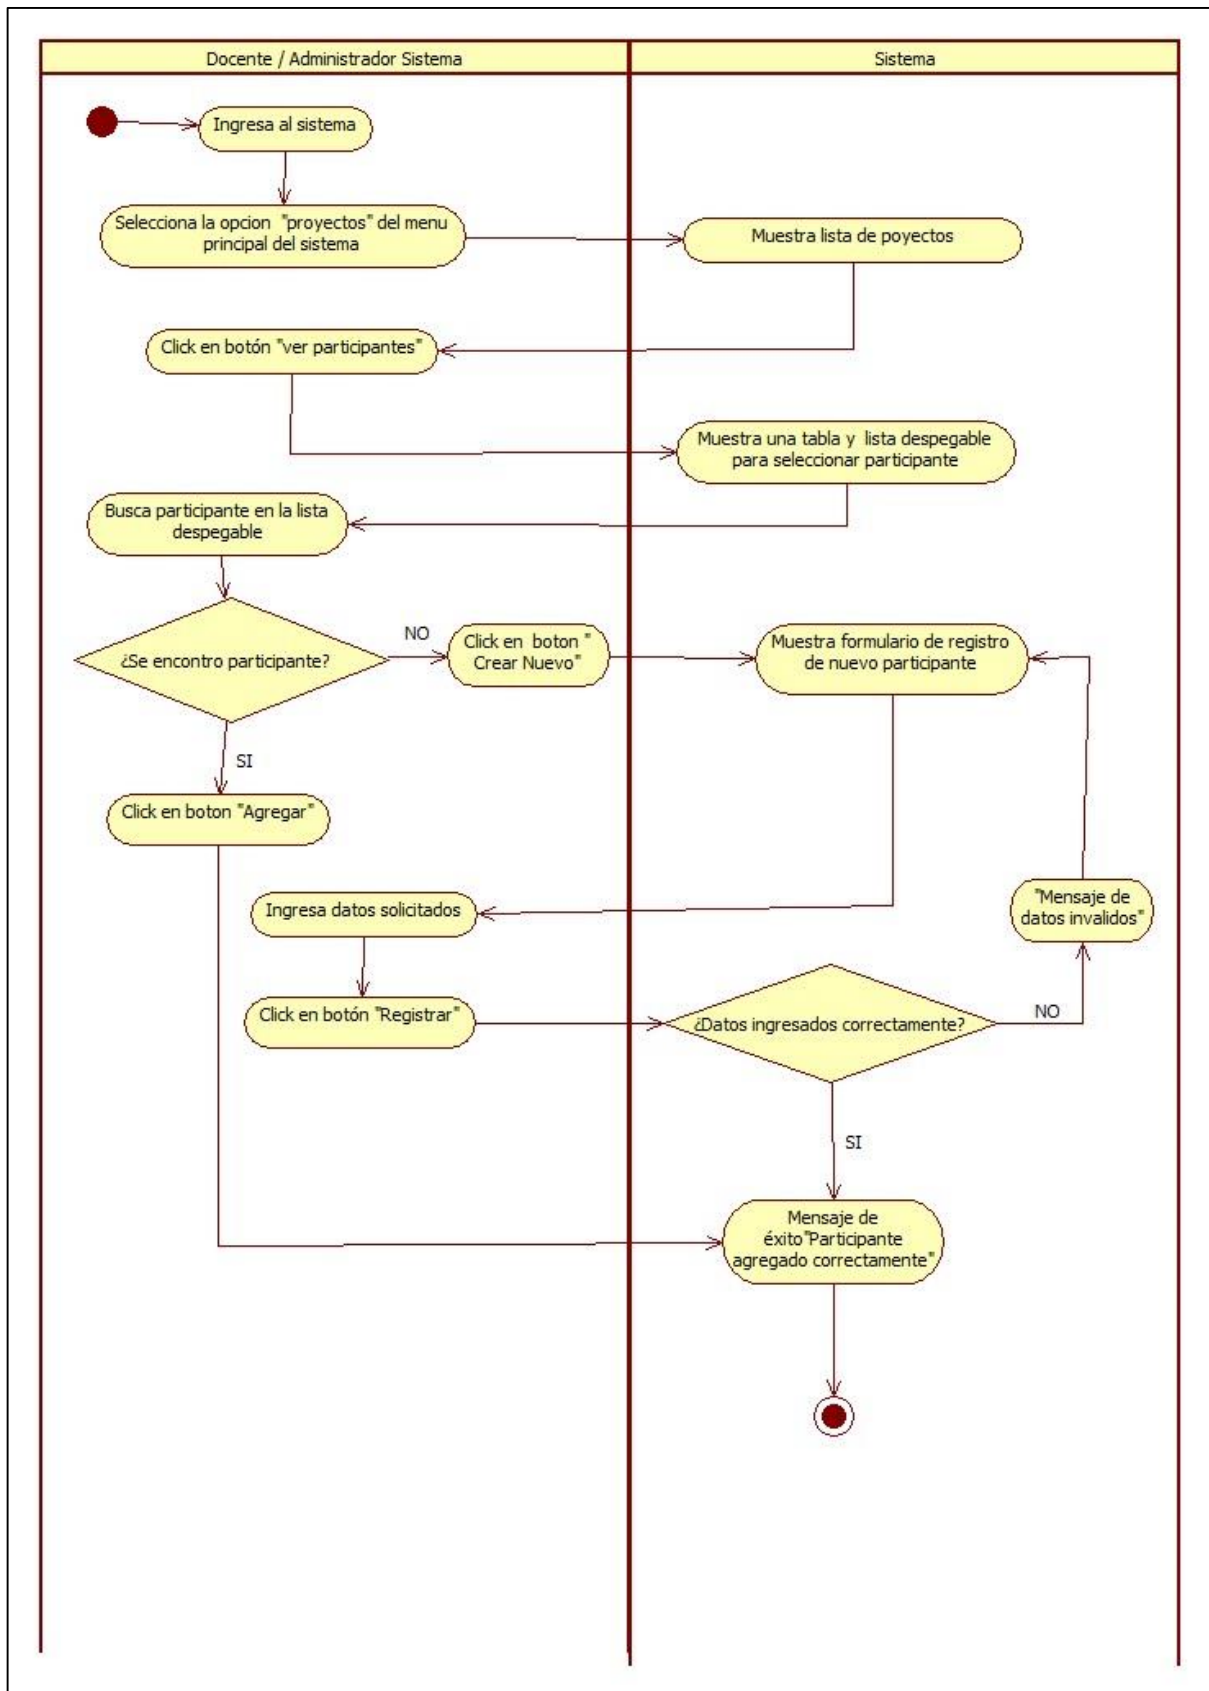 Docente / Administrador Sistema
Sistema
Ingresa al sistema
Selecciona la opcion "proyectos" del menu
principal del sistema
Muestra lista de poyectos
Click en botón "ver participantes"
Muestra una tabla y lista despegable
para seleccionar participante
Busca participante en la lista
despegable
¿Se encontro participante?
NO
Click en boton "
Crear Nuevo"
Muestra formulario de registro
de nuevo participante
SI
Click en boton "Agregar"
Ingresa datos solicitados
"Mensaje de
datos invalidos"
Click en botón "Registrar"
¿Datos ingresados correctamente?
NO
SI
Mensaje de
éxito"Participante
agregado correctamente"